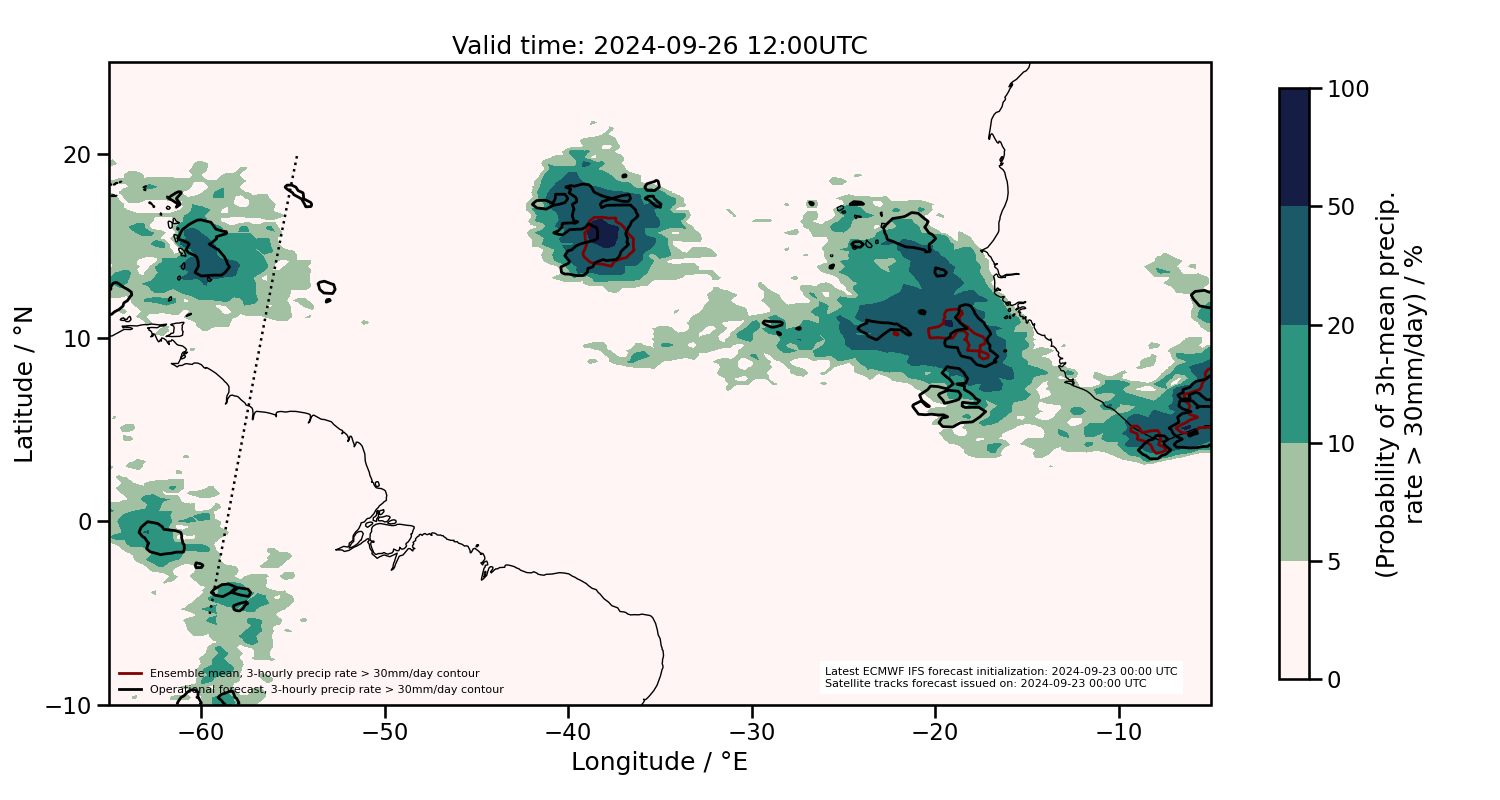 Valid time: 2024-09-26 12:00UTC
Latitude / °N
20
10
0
−10
−60
−50
−40
−30
−20
−10
Longitude / °E
Ensemble mean, 3-hourly precip rate > 30mm/day contour
Operational forecast, 3-hourly precip rate > 30mm/day contour
Latest ECMWF IFS forecast initialization: 2024-09-23 00:00 UTC
Satellite tracks forecast issued on: 2024-09-23 00:00 UTC
100
50
20
10
5
0
(Probability of 3h-mean precip.
rate > 30mm/day) / %